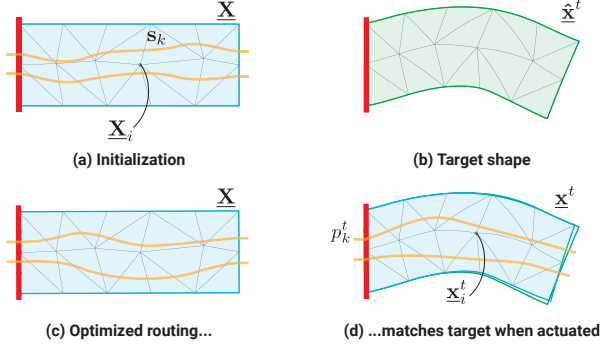 X
s_k
X_i
(a) Initialization
x̂^t
(b) Target shape
X
(c) Optimized routing...
x^t
p_k^t
x_i^t
(d) ...matches target when actuated